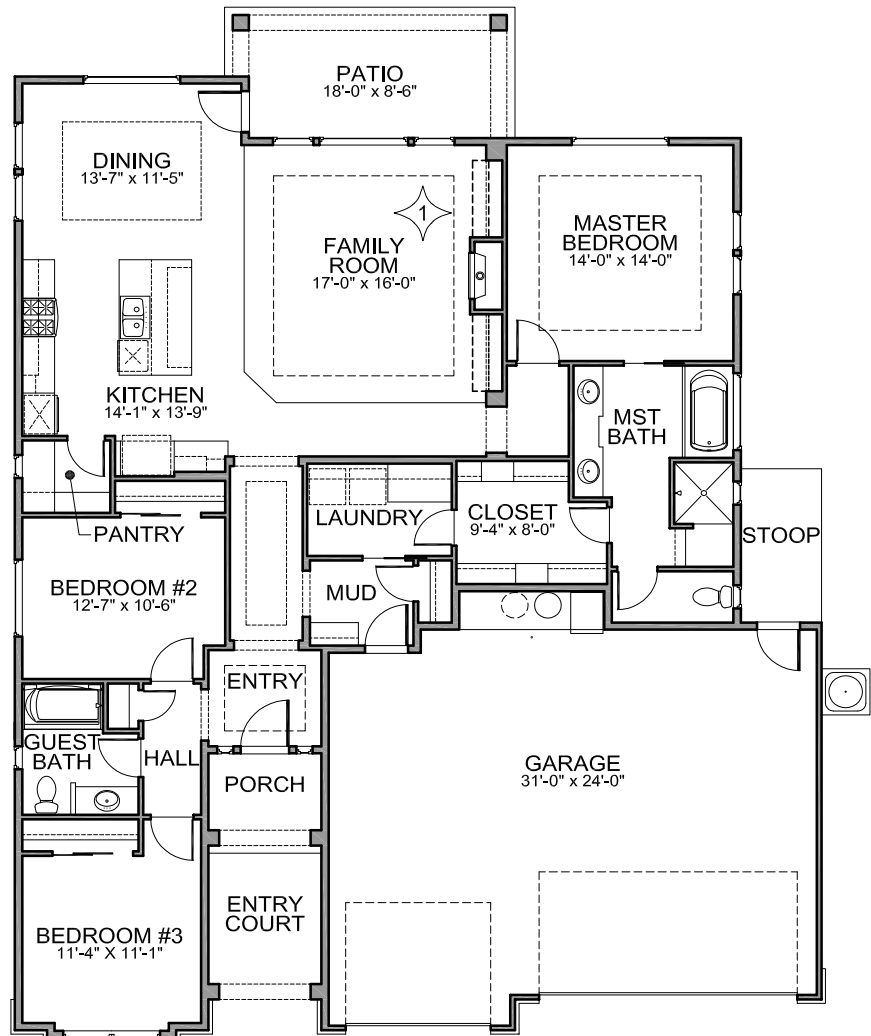 PATIO
18'-0" x 8'-6"
DINING
13'-7" x 11'-5"
1
FAMILY
ROOM
17'-0" x 16'-0"
MASTER
BEDROOM
14'-0" x 14'-0"
KITCHEN
14'-1" x 13'-9"
MST
BATH
PANTRY
LAUNDRY
CLOSET
9'-4" x 8'-0"
STOOP
BEDROOM #2
12'-7" x 10'-6"
MUD
ENTRY
GUEST
BATH
HALL
PORCH
GARAGE
31'-0" x 24'-0"
ENTRY
COURT
BEDROOM #3
11'-4" X 11'-1"